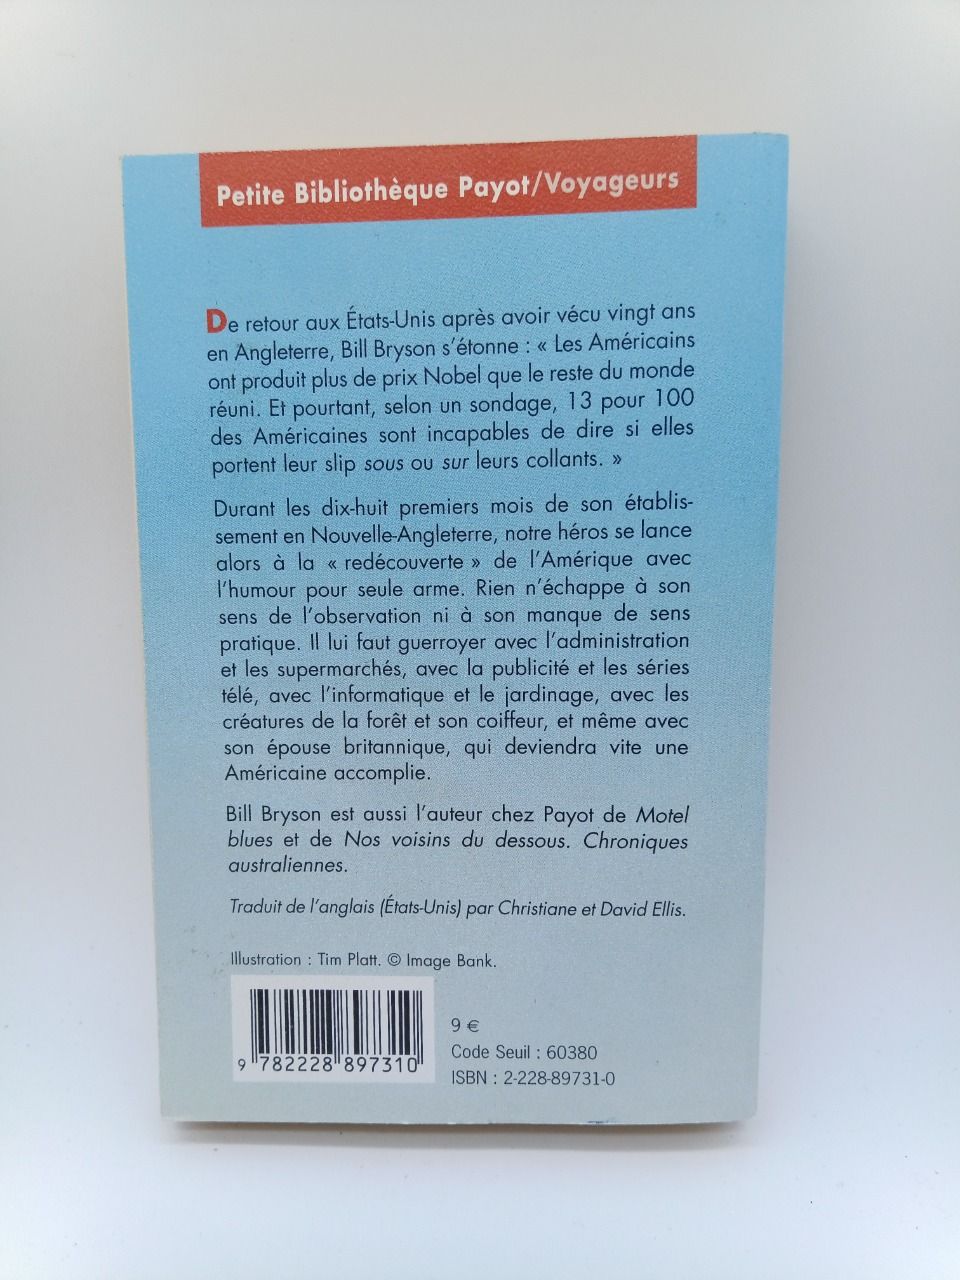 Petite Bibliothèque Payot/Voyageurs
De retour aux États-Unis après avoir vécu vingt ans
en Angleterre, Bill Bryson s'étonne : « Les Américains
ont produit plus de prix Nobel que le reste du monde
réuni. Et pourtant, selon un sondage, 13 pour 100
des Américaines sont incapables de dire si elles
portent leur slip sous ou sur leurs collants. »
Durant les dix-huit premiers mois de son établis-
sement en Nouvelle-Angleterre, notre héros se lance
alors à la « redécouverte » de l'Amérique avec
l'humour pour seule arme. Rien n'échappe à son
sens de l'observation ni à son manque de sens
pratique. Il lui faut guerroyer avec l'administration
et les supermarchés, avec la publicité et les séries
télé, avec l'informatique et le jardinage, avec les
créatures de la forêt et son coiffeur, et même avec
son épouse britannique, qui deviendra vite une
Américaine accomplie.
Bill Bryson est aussi l'auteur chez Payot de Motel
blues et de Nos voisins du dessous. Chroniques
australiennes.
Traduit de l'anglais (États-Unis) par Christiane et David Ellis.
Illustration : Tim Platt. © Image Bank.
9 782228 897310
9 €
Code Seuil : 60380
ISBN : 2-228-89731-0